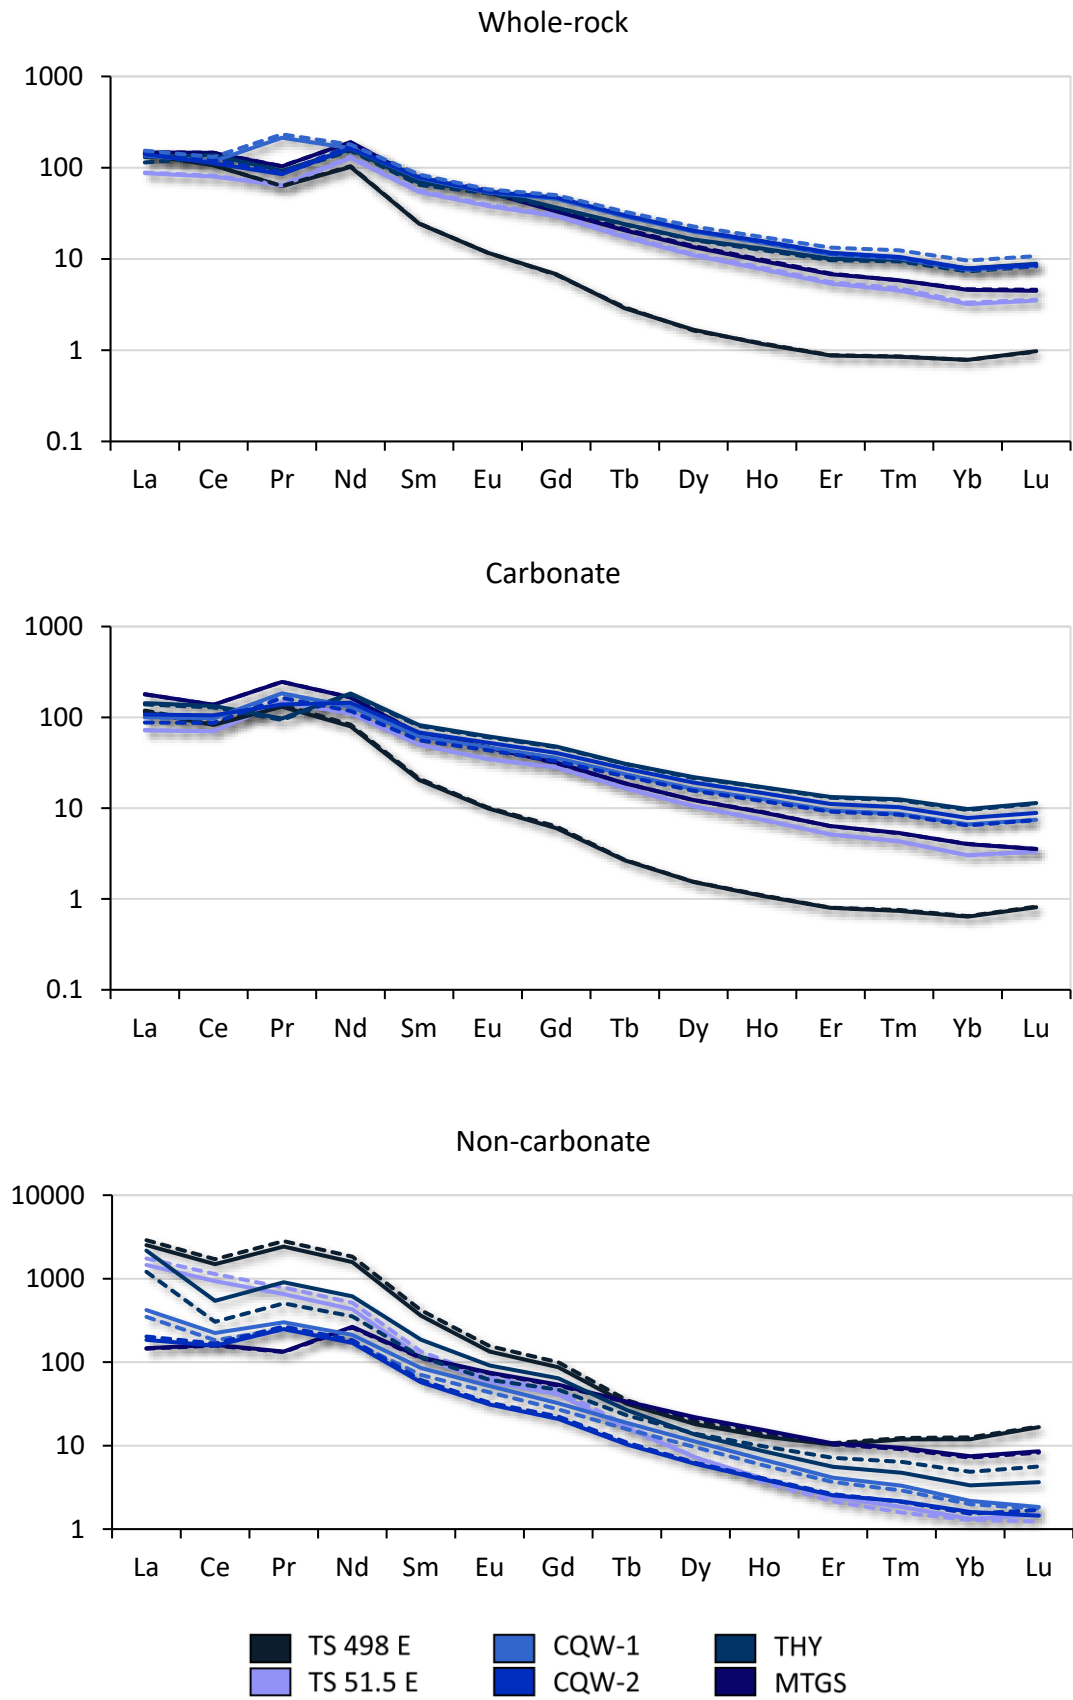 Whole-rock
1000
100
10
1
0.1
La Ce Pr Nd Sm Eu Gd Tb Dy Ho Er Tm Yb Lu
Carbonate
1000
100
10
1
0.1
La Ce Pr Nd Sm Eu Gd Tb Dy Ho Er Tm Yb Lu
Non-carbonate
10000
1000
100
10
1
La Ce Pr Nd Sm Eu Gd Tb Dy Ho Er Tm Yb Lu
TS 498 E CQW-1 THY
TS 51.5 E CQW-2 MTGS